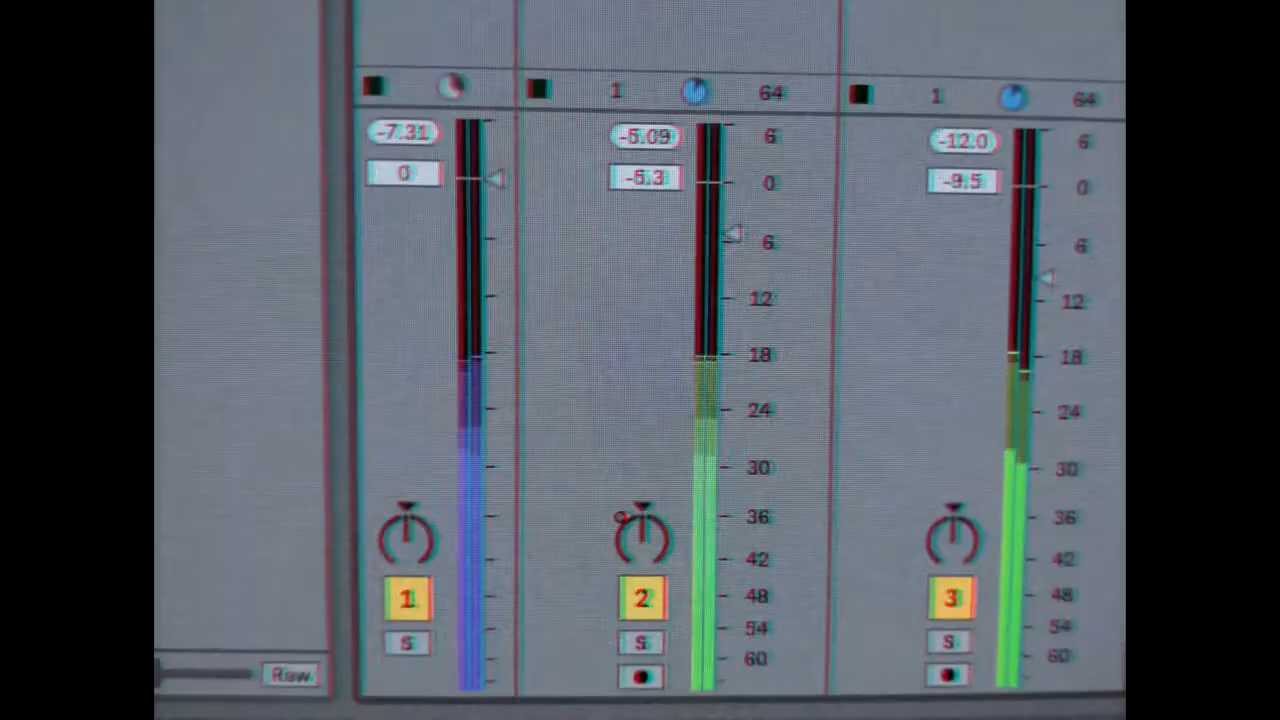 1 64 1 64
-7.31 -5.09 6 -12.0 6
0 -5.3 0 -9.5 0
6 6
12 12
18 18
24 24
30 30
36 36
42 42
1 2 48 3 48
S S 54 S 54
60 60
Raw